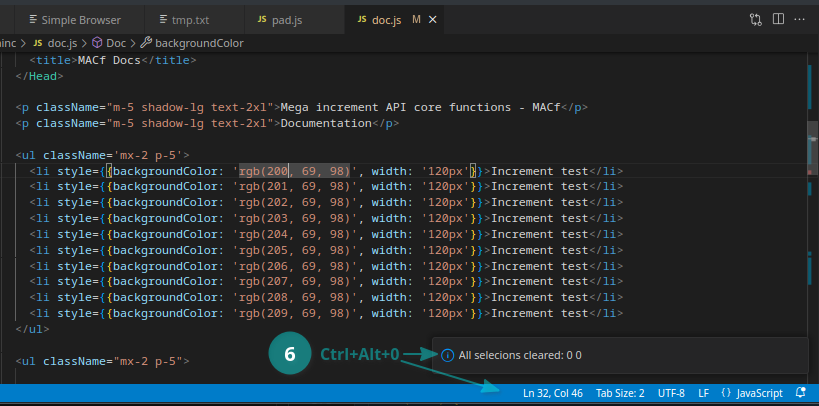 Simple Browser
tmp.txt
pad.js
doc.js M
inc > JS doc.js > Doc > backgroundColor
<title>MACf Docs</title>
</Head>
<p className="m-5 shadow-lg text-2xl">Mega increment API core functions - MACf</p>
<p className="m-5 shadow-lg text-2xl">Documentation</p>
<ul className='mx-2 p-5'>
<li style={{backgroundColor: 'rgb(200, 69, 98)', width: '120px'}}>Increment test</li>
<li style={{backgroundColor: 'rgb(201, 69, 98)', width: '120px'}}>Increment test</li>
<li style={{backgroundColor: 'rgb(202, 69, 98)', width: '120px'}}>Increment test</li>
<li style={{backgroundColor: 'rgb(203, 69, 98)', width: '120px'}}>Increment test</li>
<li style={{backgroundColor: 'rgb(204, 69, 98)', width: '120px'}}>Increment test</li>
<li style={{backgroundColor: 'rgb(205, 69, 98)', width: '120px'}}>Increment test</li>
<li style={{backgroundColor: 'rgb(206, 69, 98)', width: '120px'}}>Increment test</li>
<li style={{backgroundColor: 'rgb(207, 69, 98)', width: '120px'}}>Increment test</li>
<li style={{backgroundColor: 'rgb(208, 69, 98)', width: '120px'}}>Increment test</li>
<li style={{backgroundColor: 'rgb(209, 69, 98)', width: '120px'}}>Increment test</li>
</ul>
6 Ctrl+Alt+0
All selecions cleared: 0 0
<ul className="mx-2 p-5">
Ln 32, Col 46 Tab Size: 2 UTF-8 LF {} JavaScript